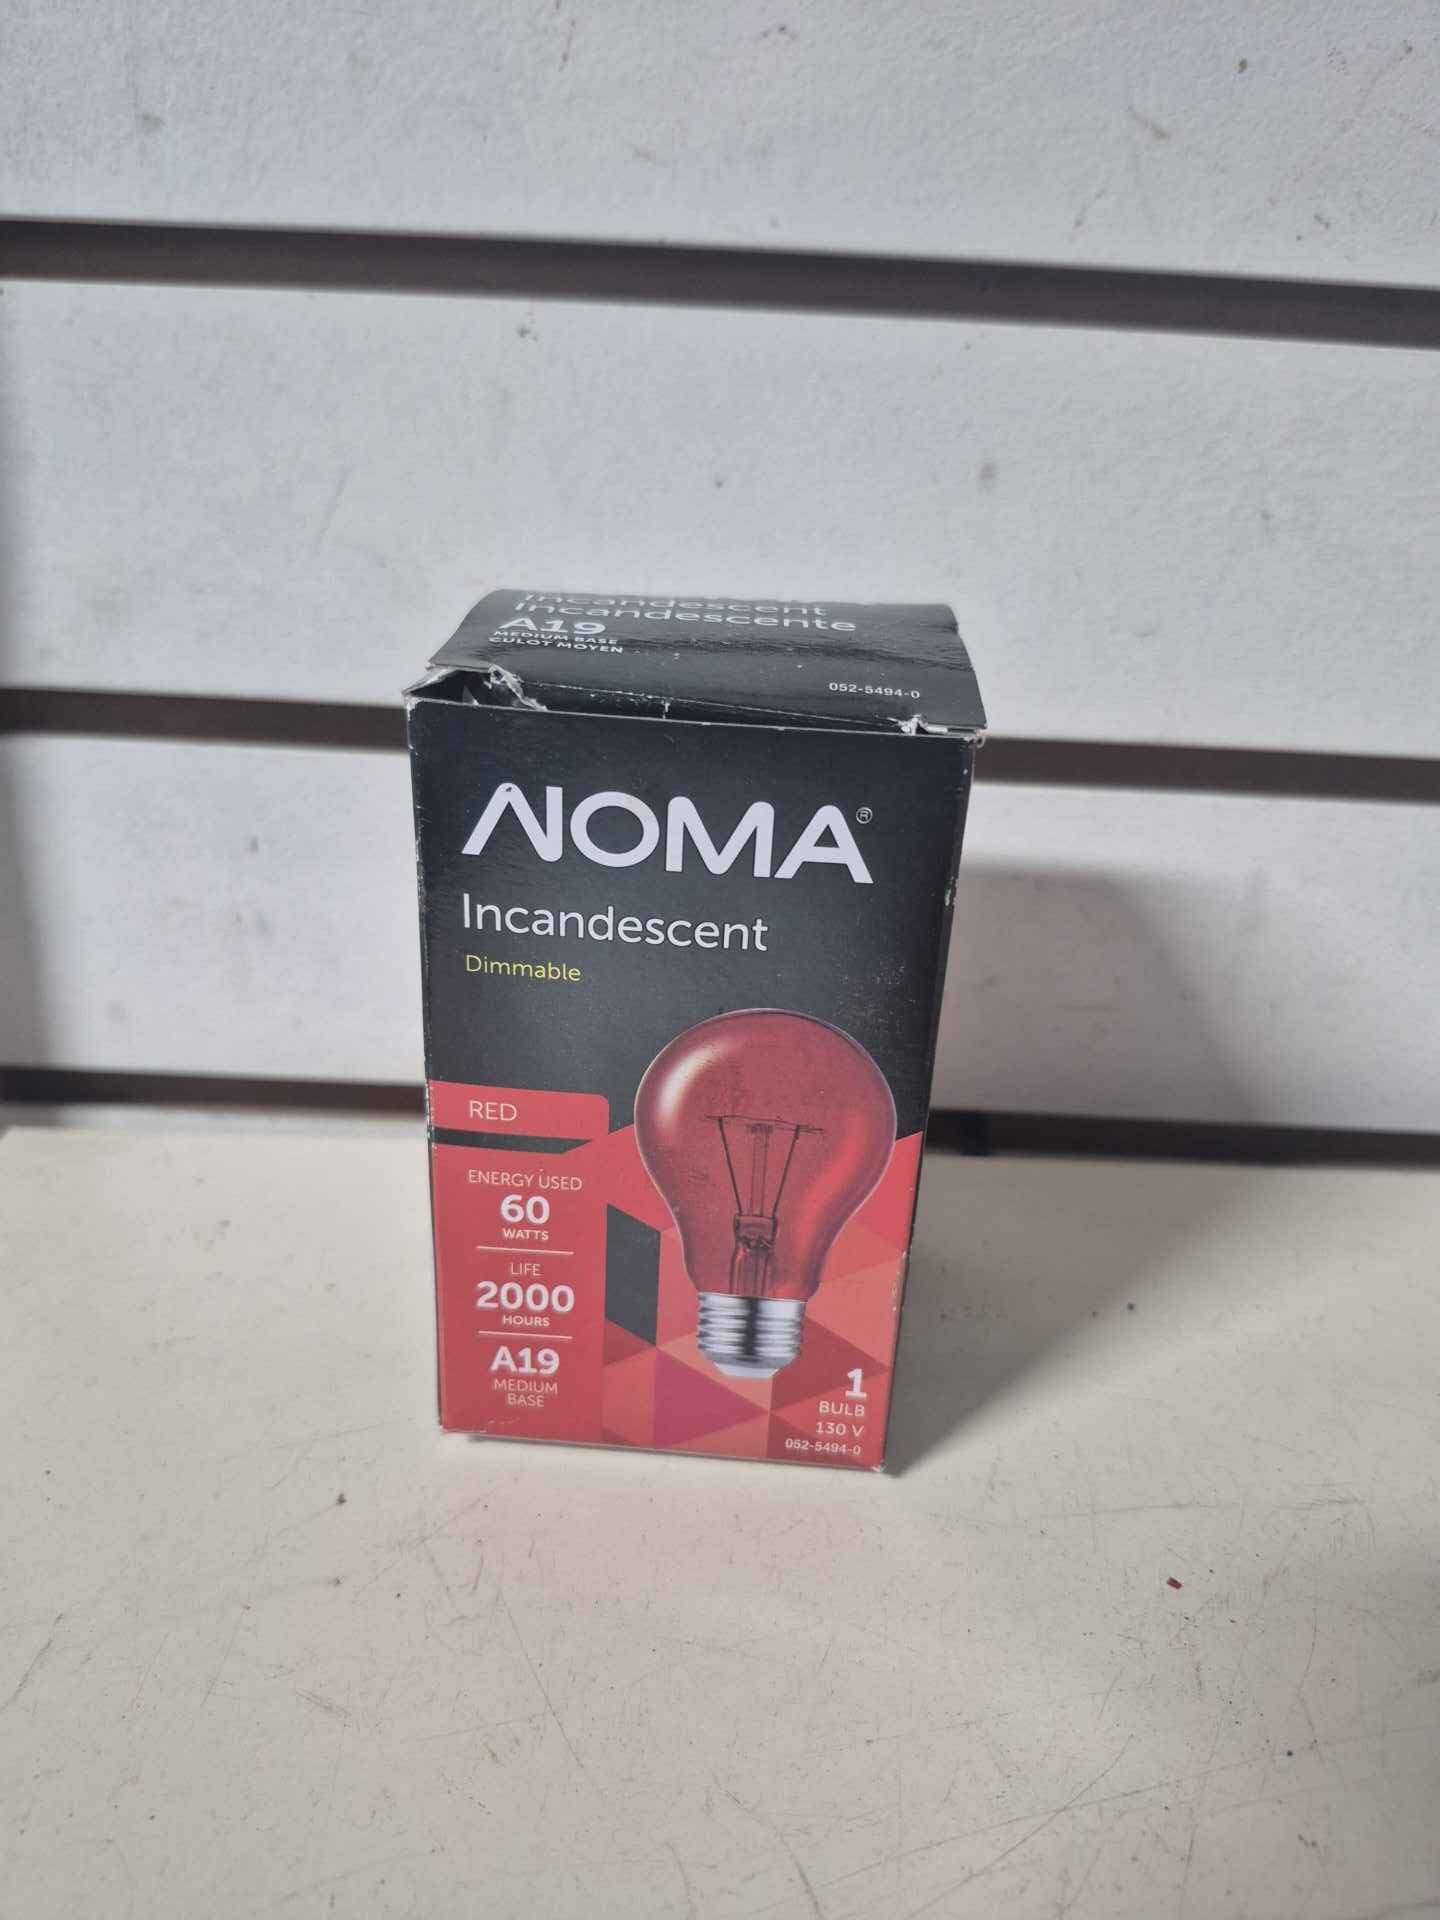 Incandescent
Incandescente
A19
MEDIUM BASE
CULOT MOYEN
052-5494-0
NOMA®
Incandescent
Dimmable
RED
ENERGY USED
60
WATTS
LIFE
2000
HOURS
A19
MEDIUM
BASE
1
BULB
130 V
052-5494-0